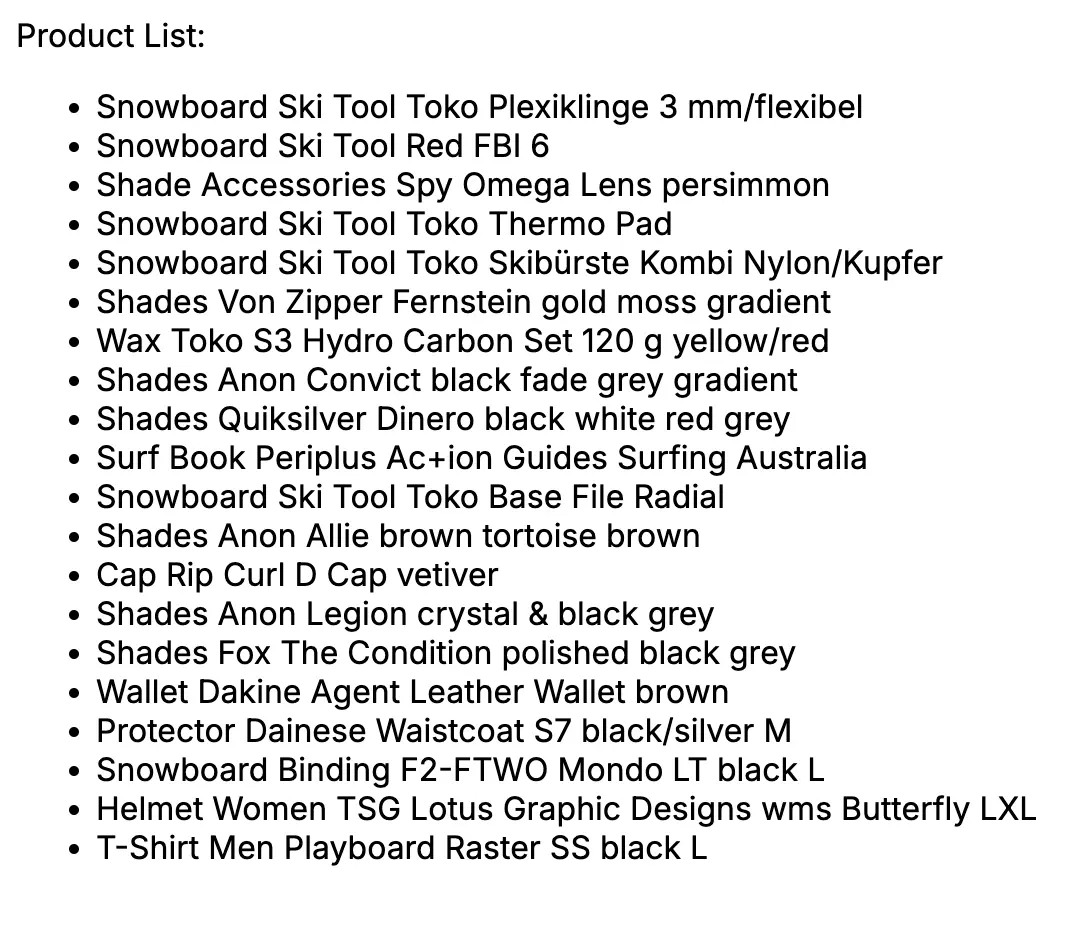 Product List:
• Snowboard Ski Tool Toko Plexiklinge 3 mm/flexibel
• Snowboard Ski Tool Red FBI 6
• Shade Accessories Spy Omega Lens persimmon
• Snowboard Ski Tool Toko Thermo Pad
• Snowboard Ski Tool Toko Skibürste Kombi Nylon/Kupfer
• Shades Von Zipper Fernstein gold moss gradient
• Wax Toko S3 Hydro Carbon Set 120 g yellow/red
• Shades Anon Convict black fade grey gradient
• Shades Quiksilver Dinero black white red grey
• Surf Book Periplus Ac+ion Guides Surfing Australia
• Snowboard Ski Tool Toko Base File Radial
• Shades Anon Allie brown tortoise brown
• Cap Rip Curl D Cap vetiver
• Shades Anon Legion crystal & black grey
• Shades Fox The Condition polished black grey
• Wallet Dakine Agent Leather Wallet brown
• Protector Dainese Waistcoat S7 black/silver M
• Snowboard Binding F2-FTWO Mondo LT black L
• Helmet Women TSG Lotus Graphic Designs wms Butterfly LXL
• T-Shirt Men Playboard Raster SS black L